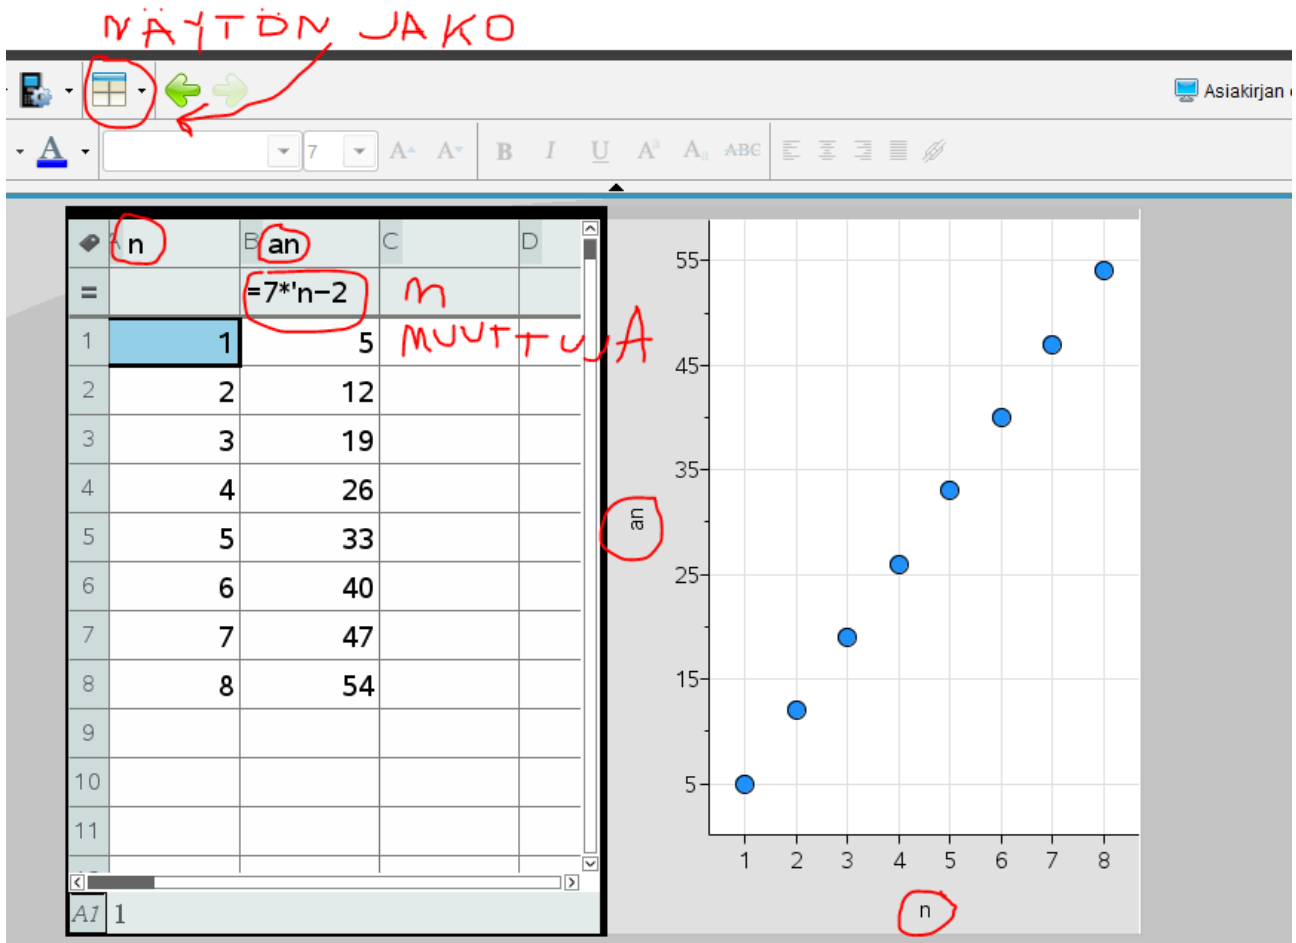 NÄYTÖN JAKO
Asiakirjan
A
7 A A B I U A Aa ABC
A n B an C D
= =7*'n−2 n
1 1 5 MUUTTUJA
2 2 12
3 3 19
4 4 26
5 5 33
6 6 40
7 7 47
8 8 54
9
10
11
A1 1
55
45
35
25
15
5
an
1 2 3 4 5 6 7 8
n